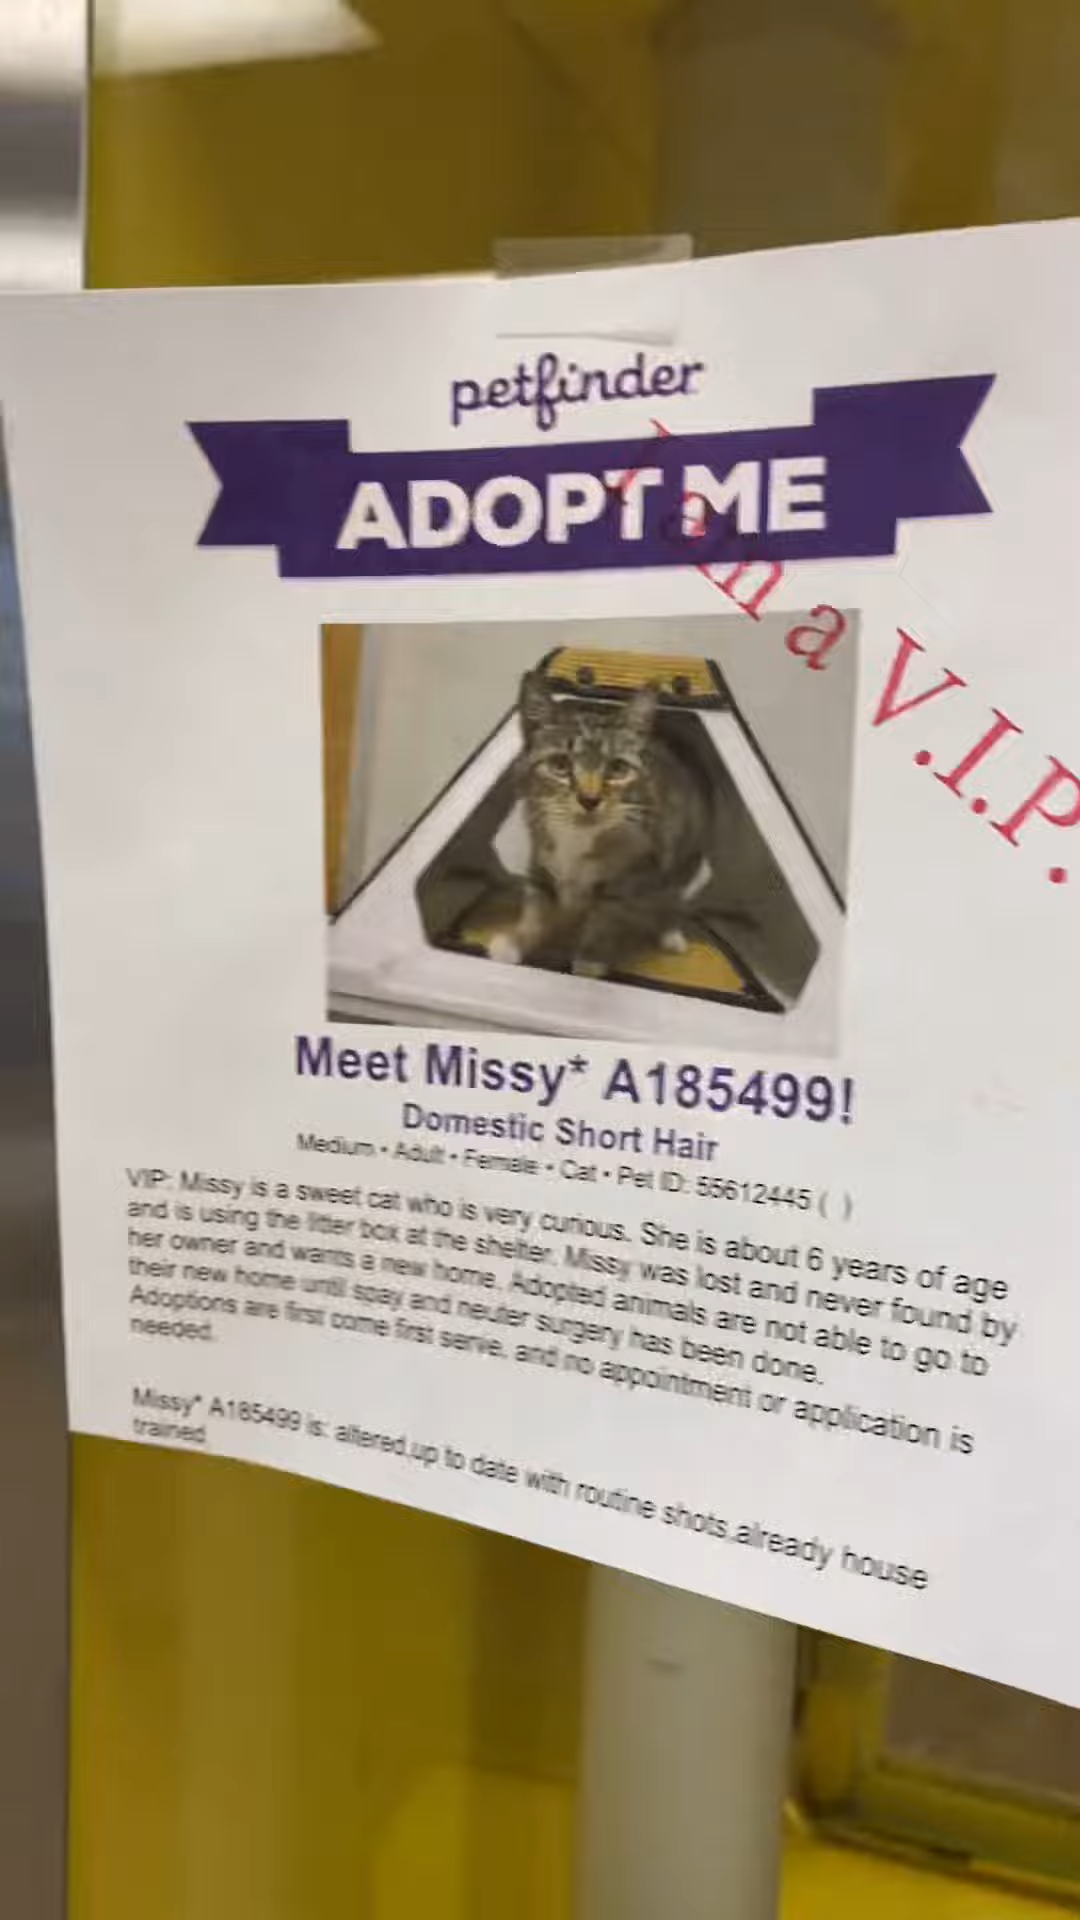 petfinder
ADOPT ME
I am a V.I.P.
Meet Missy* A185499!
Domestic Short Hair
Medium • Adult • Female • Cat • Pet ID: 55612445 ( )
VIP: Missy is a sweet cat who is very curious. She is about 6 years of age
and is using the litter box at the shelter. Missy was lost and never found by
her owner and wants a new home. Adopted animals are not able to go to
their new home until spay and neuter surgery has been done.
Adoptions are first come first serve, and no appointment or application is
needed.
Missy* A185499 is: altered,up to date with routine shots,already house
trained